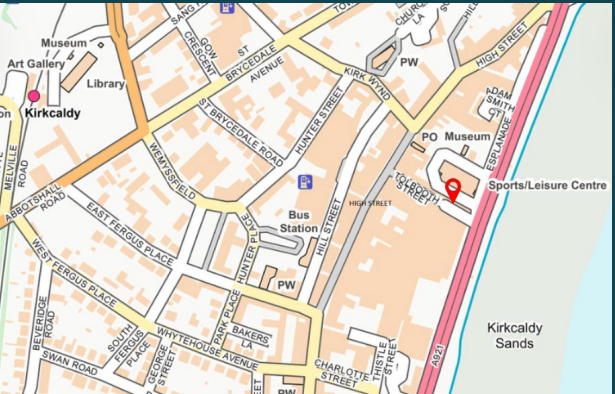 SANG
TOW
CHURCH
LA
HILL
Museum
GOW
CRESCENT
ST
BRYCEDALE
AVENUE
PW
HIGH STREET
Art Gallery
Library
KIRK WYND
Kirkcaldy
on
ADAM
SMITH
CT
ST BRYCEDALE ROAD
HUNTER STREET
PO
Museum
ESPLANADE
MELVILLE
ROAD
WEMYSSFIELD
TOLBOOTH
STREET
Sports/Leisure Centre
ABBOTSHALL
ROAD
HIGH STREET
EAST FERGUS PLACE
Bus
Station
HILL STREET
HUNTER PLACE
WEST FERGUS PLACE
PW
PARK PLACE
Kirkcaldy
Sands
BEVERIDGE
ROAD
SOUTH
FERGUS
PLACE
BAKERS
LA
WHYTEHOUSE AVENUE
THISTLE
STREET
A921
SWAN ROAD
GEORGE
STREET
CHARLOTTE
STREET
PW